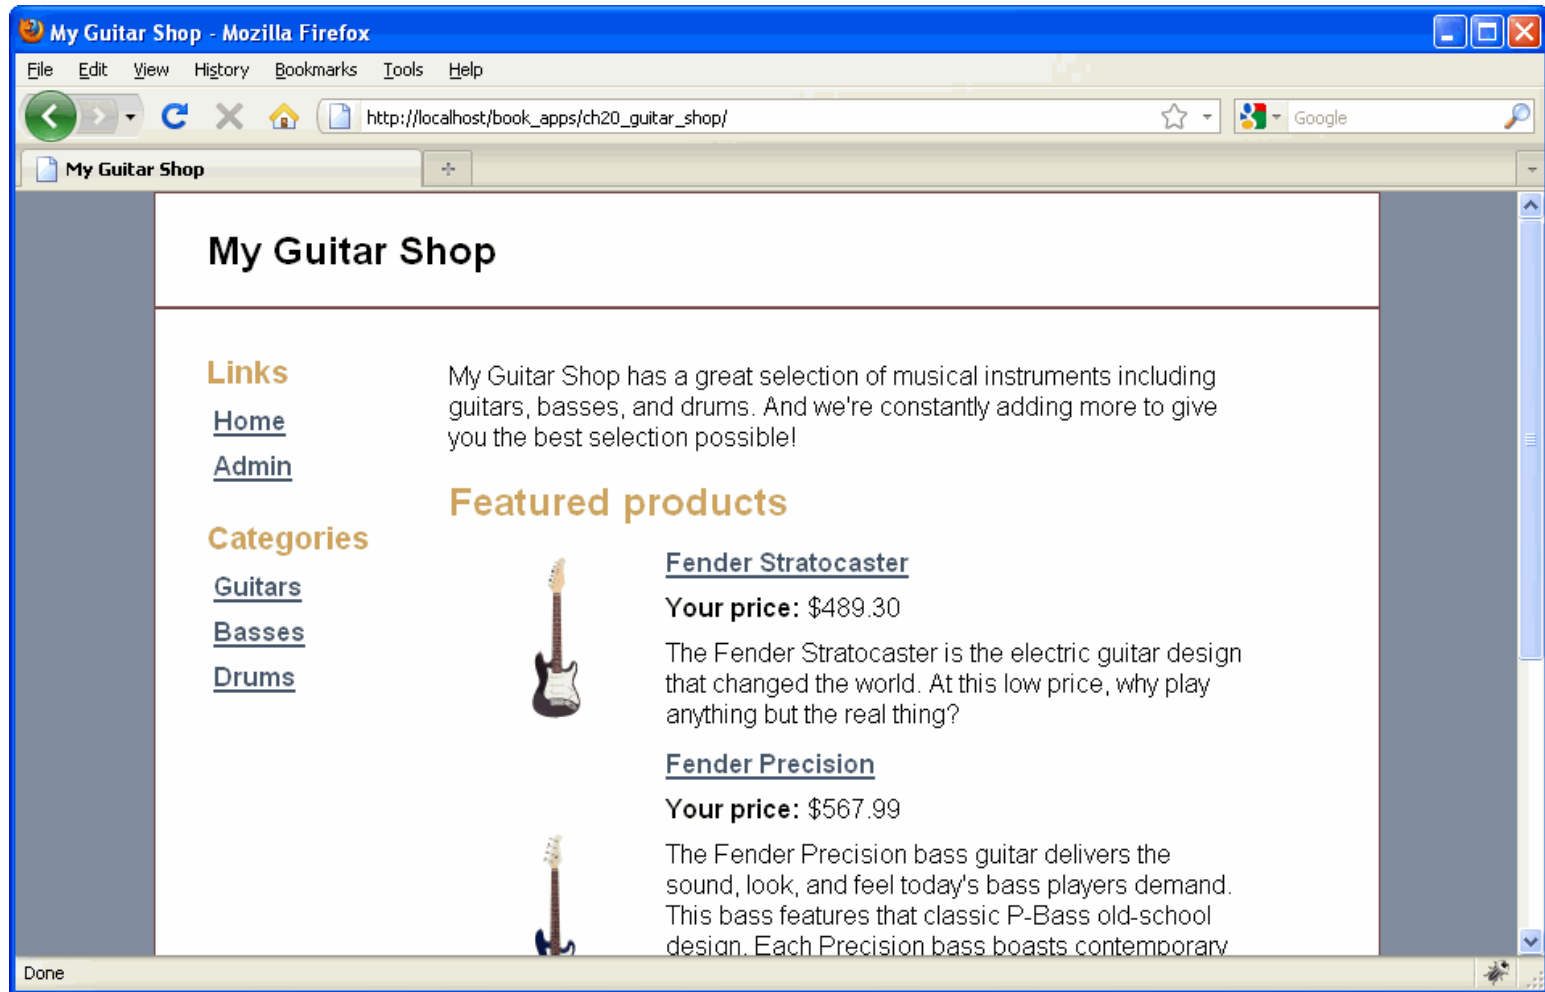 My Guitar Shop - Mozilla Firefox
File Edit View History Bookmarks Tools Help
http://localhost/book_apps/ch20_guitar_shop/
Google
My Guitar Shop
My Guitar Shop
Links
Home
Admin
Categories
Guitars
Basses
Drums
My Guitar Shop has a great selection of musical instruments including
guitars, basses, and drums. And we're constantly adding more to give
you the best selection possible!
Featured products
Fender Stratocaster
Your price: $489.30
The Fender Stratocaster is the electric guitar design
that changed the world. At this low price, why play
anything but the real thing?
Fender Precision
Your price: $567.99
The Fender Precision bass guitar delivers the
sound, look, and feel today's bass players demand.
This bass features that classic P-Bass old-school
design. Each Precision bass boasts contemporary
Done